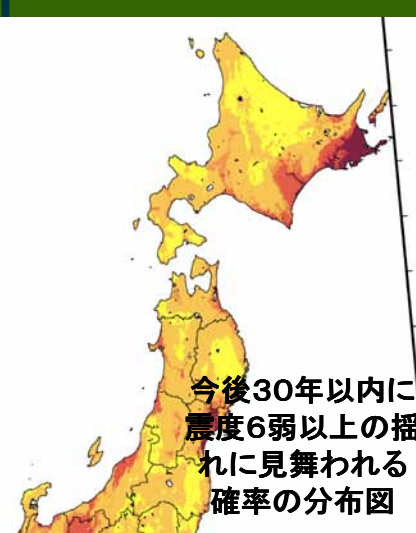 今後30年以内に
震度6弱以上の揺
れに見舞われる
確率の分布図